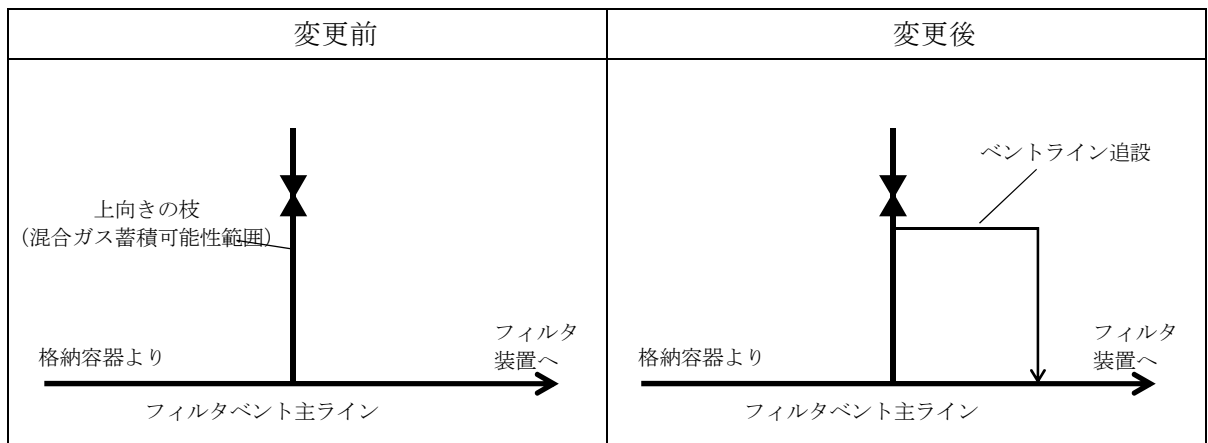 変更前
変更後
上向きの枝
(混合ガス蓄積可能性範囲)
格納容器より
フィルタ
装置へ
フィルタベント主ライン
ベントライン追設
格納容器より
フィルタ
装置へ
フィルタベント主ライン